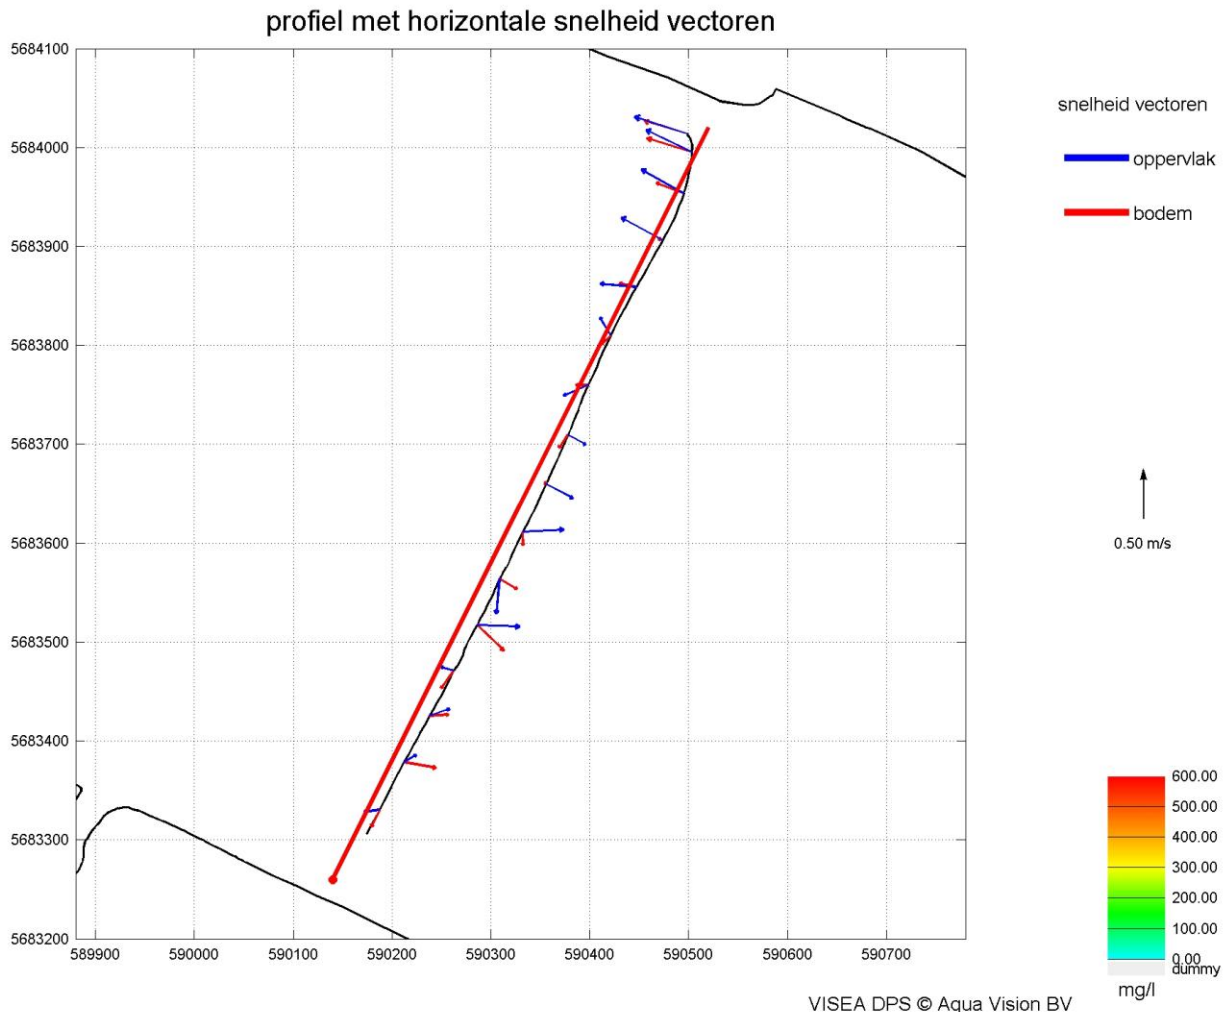 profiel met horizontale snelheid vectoren
5684100
5684000
5683900
5683800
5683700
5683600
5683500
5683400
5683300
5683200
589900 590000 590100 590200 590300 590400 590500 590600 590700
snelheid vectoren
oppervlak
bodem
0.50 m/s
600.00
500.00
400.00
300.00
200.00
100.00
0.00
dummy
mg/l
VISEA DPS © Aqua Vision BV